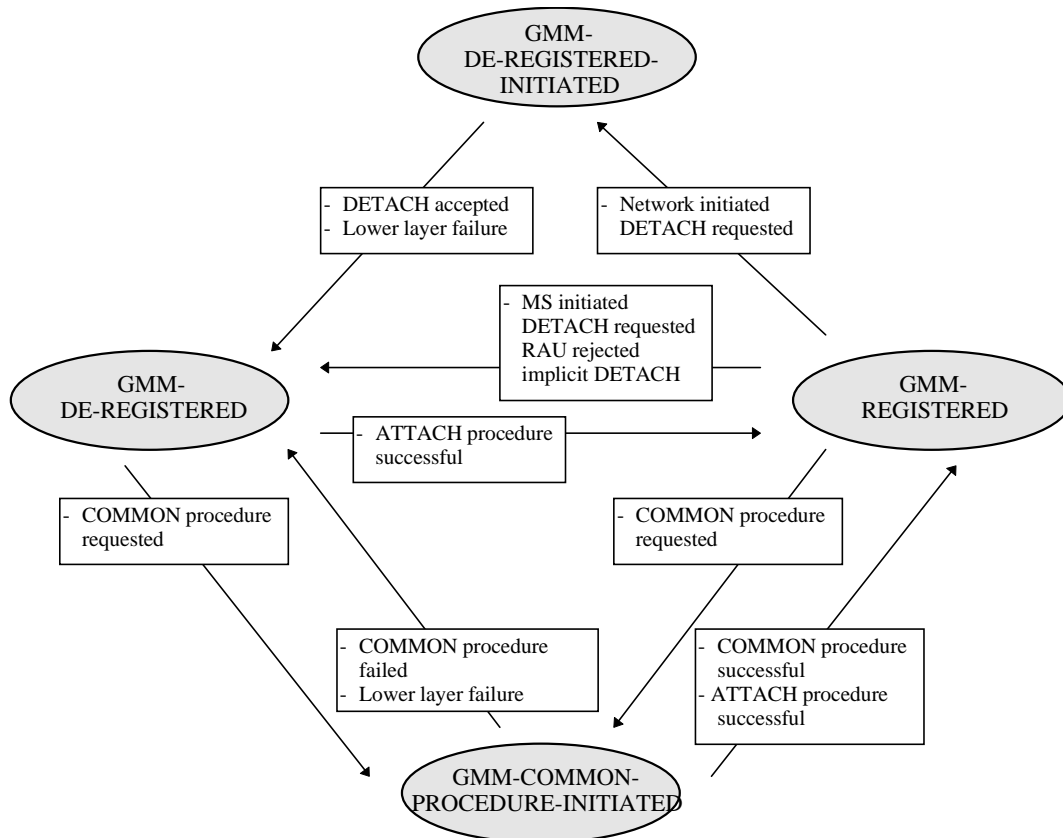 GMM-
DE-REGISTERED-
INITIATED
- DETACH accepted
- Lower layer failure
- Network initiated
DETACH requested
- MS initiated
DETACH requested
RAU rejected
implicit DETACH
GMM-
DE-REGISTERED
GMM-
REGISTERED
- ATTACH procedure
successful
- COMMON procedure
requested
- COMMON procedure
requested
- COMMON procedure
failed
- Lower layer failure
- COMMON procedure
successful
- ATTACH procedure
successful
GMM-COMMON-
PROCEDURE-INITIATED